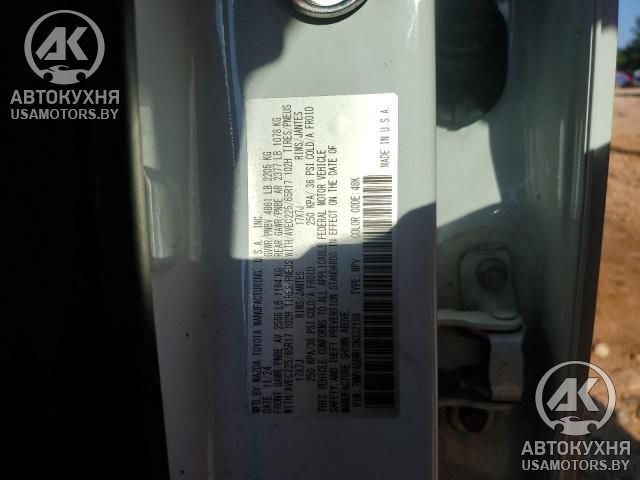 АВТОКУХНЯ
USAMOTORS.BY
MFD. BY MAZDA TOYOTA MANUFACTURING, U.S.A., INC.
DATE: 11/24 GVWR/PNBV 4861 LB 2205 KG
FRONT GAWR/PNBE AV 2566 LB 1164 KG REAR GAWR/PNBE AR 2377 LB 1078 KG
WITH/AVEC225/65R17 102H TIRES/PNEUS WITH/AVEC225/65R17 102H TIRES/PNEUS
17X7J RIMS/JANTES 17X7J RIMS/JANTES
250 KPA/36 PSI COLD/A FROID 250 KPA/36 PSI COLD/A FROID
THIS VEHICLE CONFORMS TO ALL APPLICABLE FEDERAL MOTOR VEHICLE
SAFETY, AND THEFT PREVENTION STANDARDS IN EFFECT ON THE DATE OF
MANUFACTURE SHOWN ABOVE.
TYPE: MPV COLOR CODE:48K
MADE IN U.S.A.
АВТОКУХНЯ
USAMOTORS.BY